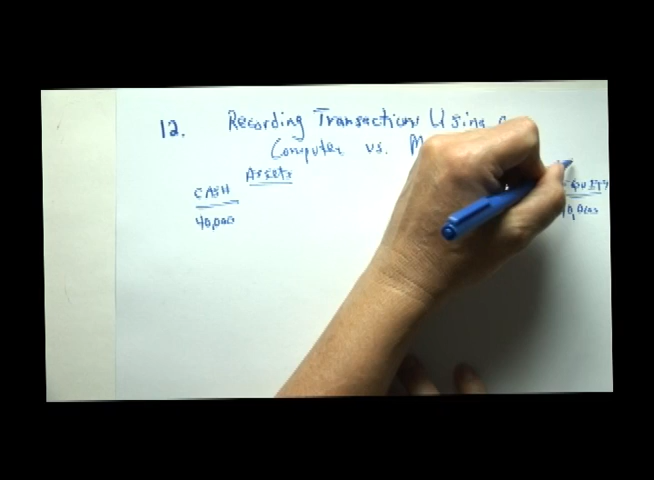 12. Recording Transactions Using
Computer vs.
Assets
CASH
40,000